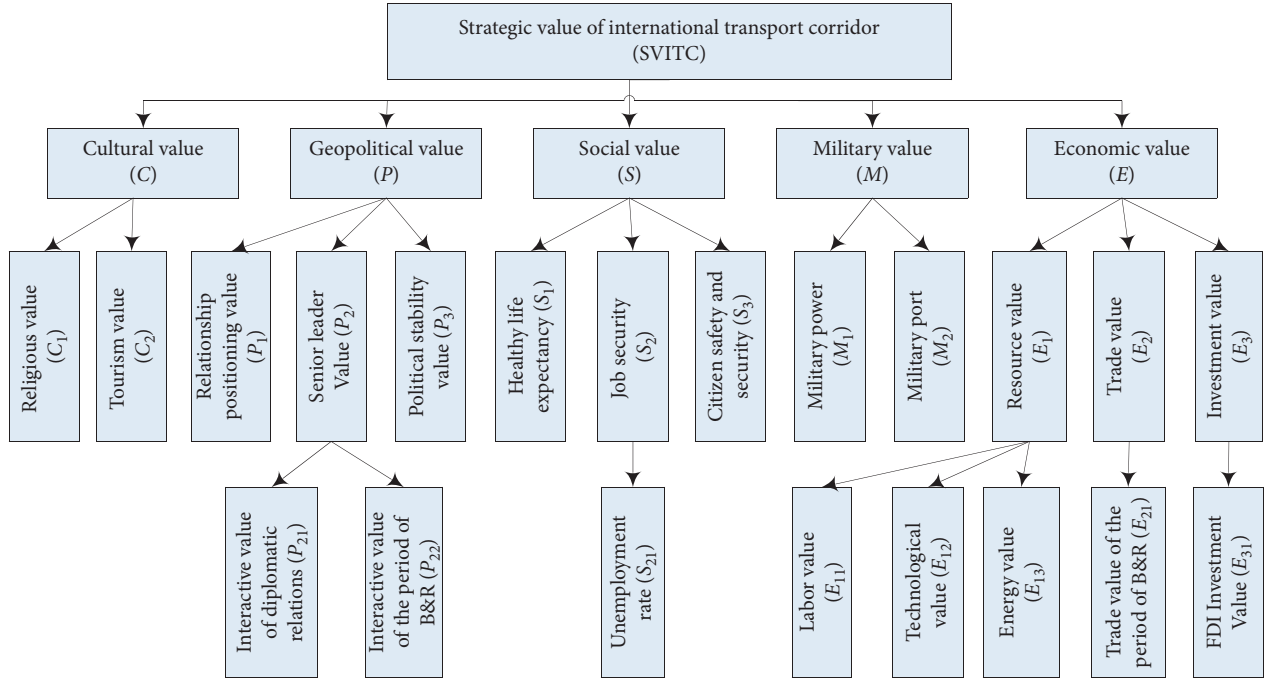 Strategic value of international transport corridor
(SVITC)
Cultural value
(C)
Geopolitical value
(P)
Social value
(S)
Military value
(M)
Economic value
(E)
Religious value
(C₁)
Tourism value
(C₂)
Relationship
positioning value
(P₁)
Senior leader
Value (P₂)
Political stability
value (P₃)
Healthy life
expectancy (S₁)
Job security
(S₂)
Citizen safety and
security (S₃)
Military power
(M₁)
Military port
(M₂)
Resource value
(E₁)
Trade value
(E₂)
Investment value
(E₃)
Interactive value
of diplomatic
relations (P₂₁)
Interactive value
of the period of
B&R (P₂₂)
Unemployment
rate (S₂₁)
Labor value
(E₁₁)
Technological
value (E₁₂)
Energy value
(E₁₃)
Trade value of the
period of B&R (E₂₁)
FDI Investment
Value (E₃₁)